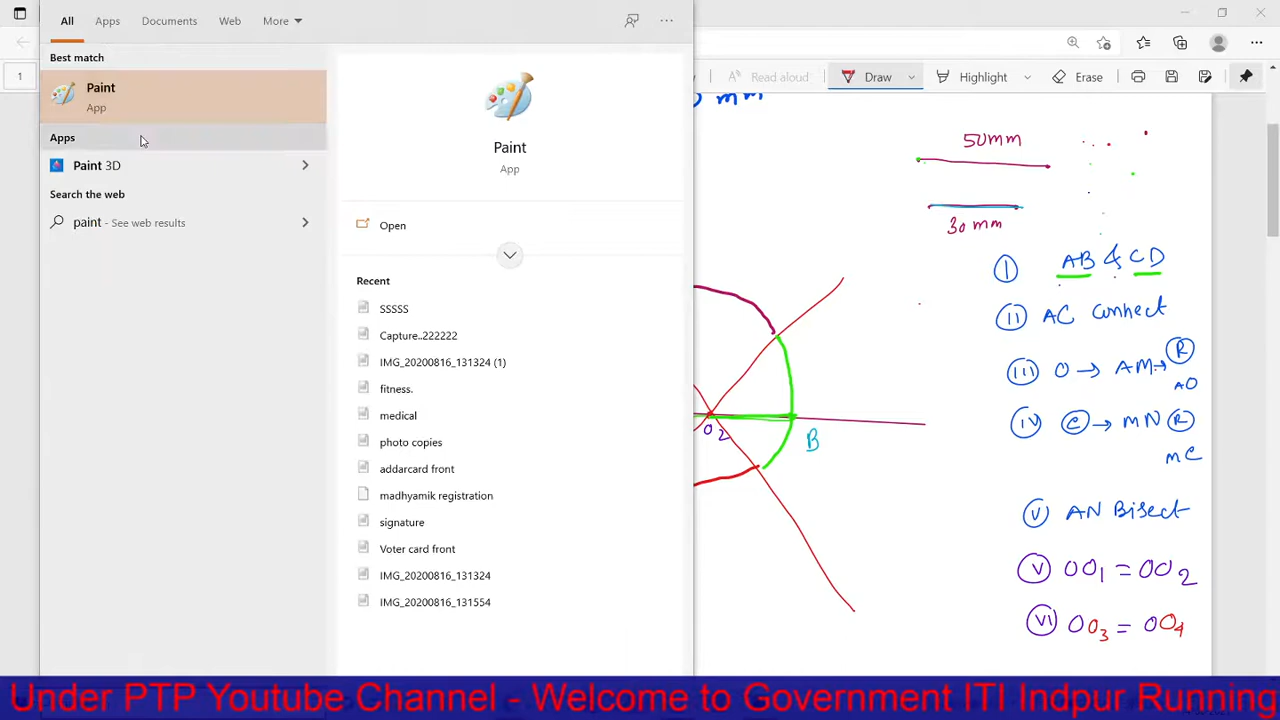 All Apps Documents Web More
Best match
Paint
App
Apps
Paint 3D
Search the web
paint - See web results
Paint
App
Open
Recent
SSSSS
Capture..222222
IMG_20200816_131324 (1)
fitness.
medical
photo copies
addarcard front
madhyamik registration
signature
Voter card front
IMG_20200816_131324
IMG_20200816_131554
1
Read aloud Draw Highlight Erase
mm
50mm
30mm
I AB & CD
II AC Connect
III O → AM → R
AO
IV C → MN R
MC
V AN Bisect
V OO1 = OO2
VI OO3 = OO4
O2
B
Under PTP Youtube Channel - Welcome to Government ITI Indpur Running